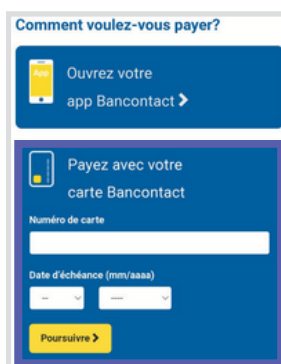 Comment voulez-vous payer?
App
Ouvrez votre
app Bancontact
Payez avec votre
carte Bancontact
Numéro de carte
Date d'échéance (mm/aaaa)
-- ----
Poursuivre